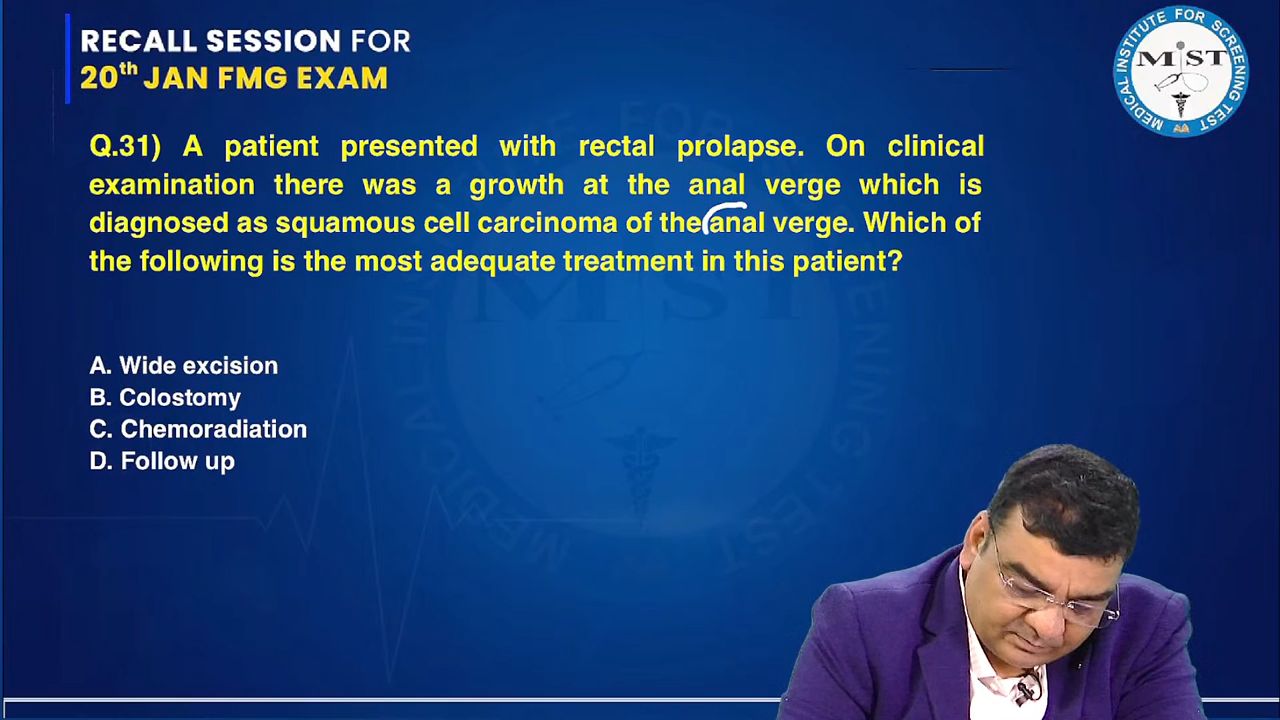 RECALL SESSION FOR
20th JAN FMG EXAM
MEDICAL INSTITUTE FOR SCREENING TEST
MiST
Q.31) A patient presented with rectal prolapse. On clinical
examination there was a growth at the anal verge which is
diagnosed as squamous cell carcinoma of the anal verge. Which of
the following is the most adequate treatment in this patient?
A. Wide excision
B. Colostomy
C. Chemoradiation
D. Follow up